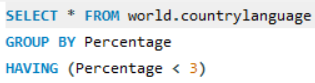 SELECT * FROM world.countrylanguage
GROUP BY Percentage
HAVING (Percentage < 3)